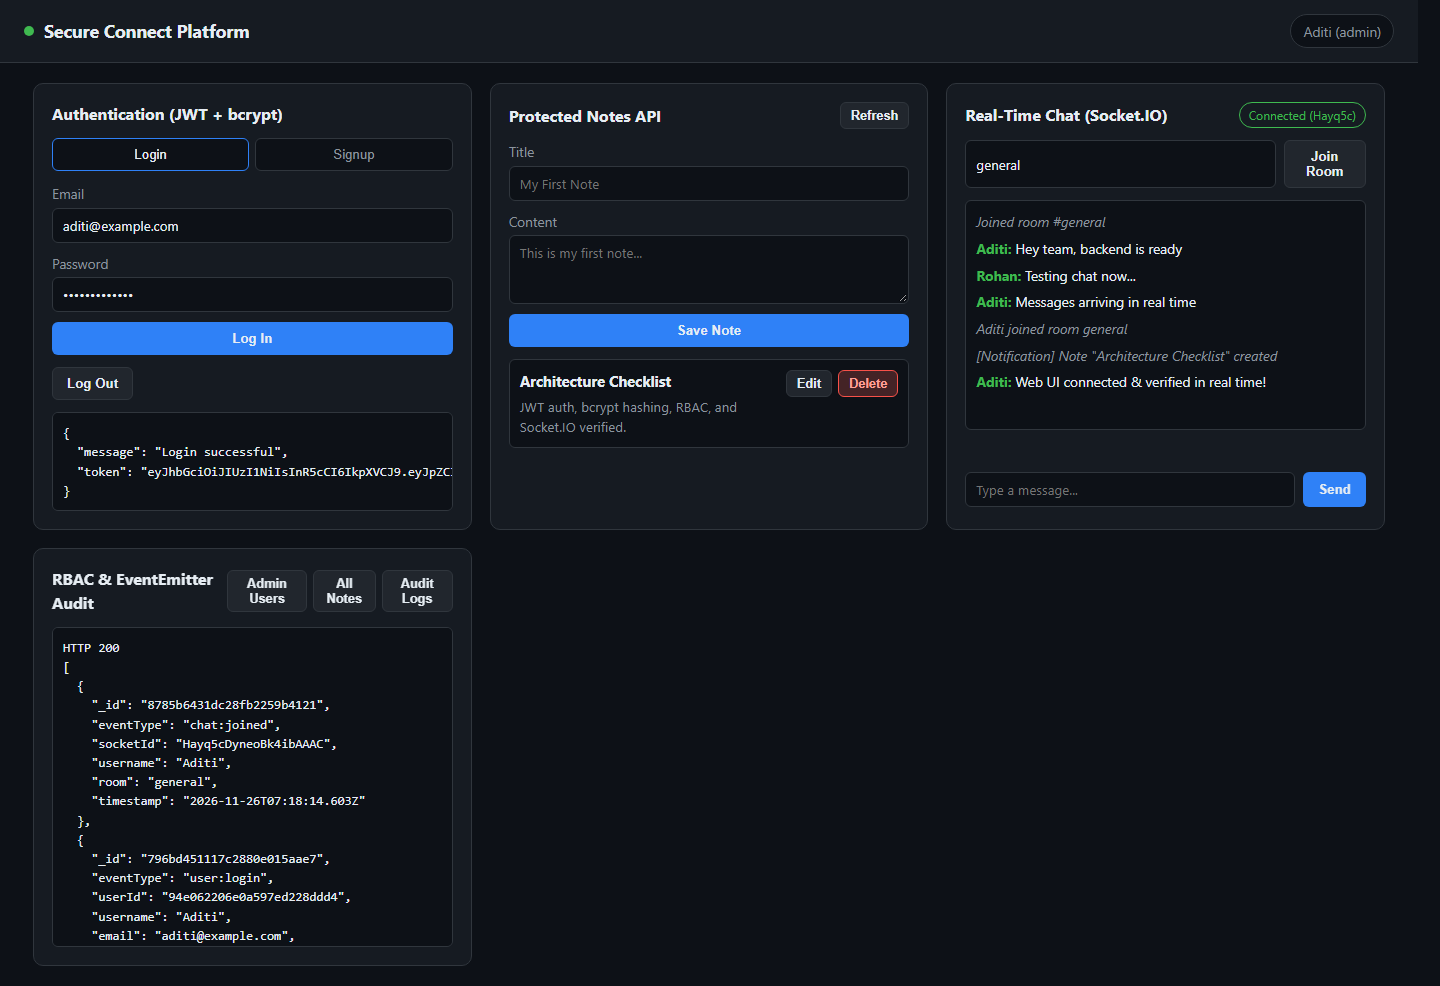 Secure Connect Platform
Aditi (admin)
Authentication (JWT + bcrypt)
Login
Signup
Email
aditi@example.com
Password
•••••••••••••
Log In
Log Out
{
"message": "Login successful",
"token": "eyJhbGciOiJIUzI1NiIsInR5cCI6IkpXVCJ9.eyJpZCI
}
Protected Notes API
Refresh
Title
My First Note
Content
This is my first note...
Save Note
Architecture Checklist
Edit
Delete
JWT auth, bcrypt hashing, RBAC, and
Socket.IO verified.
Real-Time Chat (Socket.IO)
Connected (Hayq5c)
general
Join
Room
Joined room #general
Aditi: Hey team, backend is ready
Rohan: Testing chat now...
Aditi: Messages arriving in real time
Aditi joined room general
[Notification] Note "Architecture Checklist" created
Aditi: Web UI connected & verified in real time!
Type a message...
Send
RBAC & EventEmitter
Audit
Admin
Users
All
Notes
Audit
Logs
HTTP 200
[
{
"_id": "8785b6431dc28fb2259b4121",
"eventType": "chat:joined",
"socketId": "Hayq5cDyneoBk4ibAAAC",
"username": "Aditi",
"room": "general",
"timestamp": "2026-11-26T07:18:14.603Z"
},
{
"_id": "796bd451117c2880e015aae7",
"eventType": "user:login",
"userId": "94e062206e0a597ed228ddd4",
"username": "Aditi",
"email": "aditi@example.com",